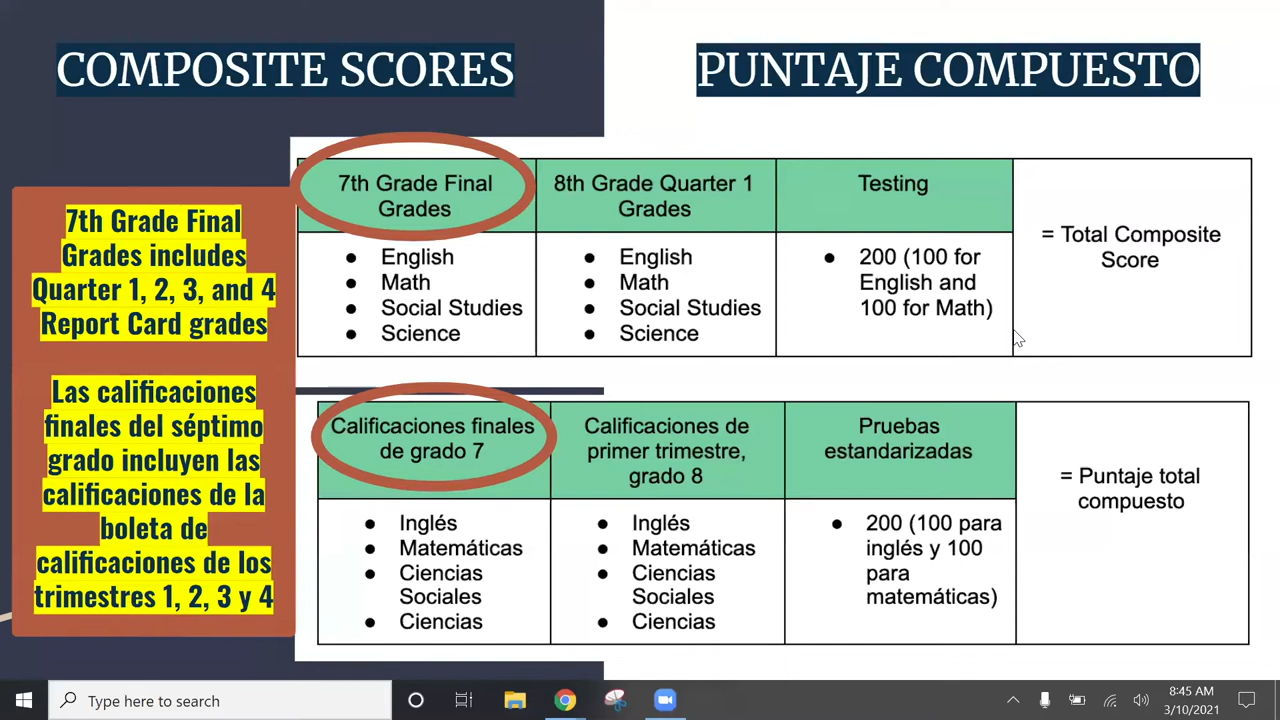 COMPOSITE SCORES
PUNTAJE COMPUESTO
7th Grade Final
Grades includes
Quarter 1, 2, 3, and 4
Report Card grades
Las calificaciones
finales del séptimo
grado incluyen las
calificaciones de la
boleta de
calificaciones de los
trimestres 1, 2, 3 y 4
7th Grade Final
Grades
8th Grade Quarter 1
Grades
Testing
= Total Composite
Score
● English
● Math
● Social Studies
● Science
● English
● Math
● Social Studies
● Science
● 200 (100 for
English and
100 for Math)
Calificaciones finales
de grado 7
Calificaciones de
primer trimestre,
grado 8
Pruebas
estandarizadas
= Puntaje total
compuesto
● Inglés
● Matemáticas
● Ciencias
Sociales
● Ciencias
● Inglés
● Matemáticas
● Ciencias
Sociales
● Ciencias
● 200 (100 para
inglés y 100
para
matemáticas)
Type here to search
8:45 AM
3/10/2021